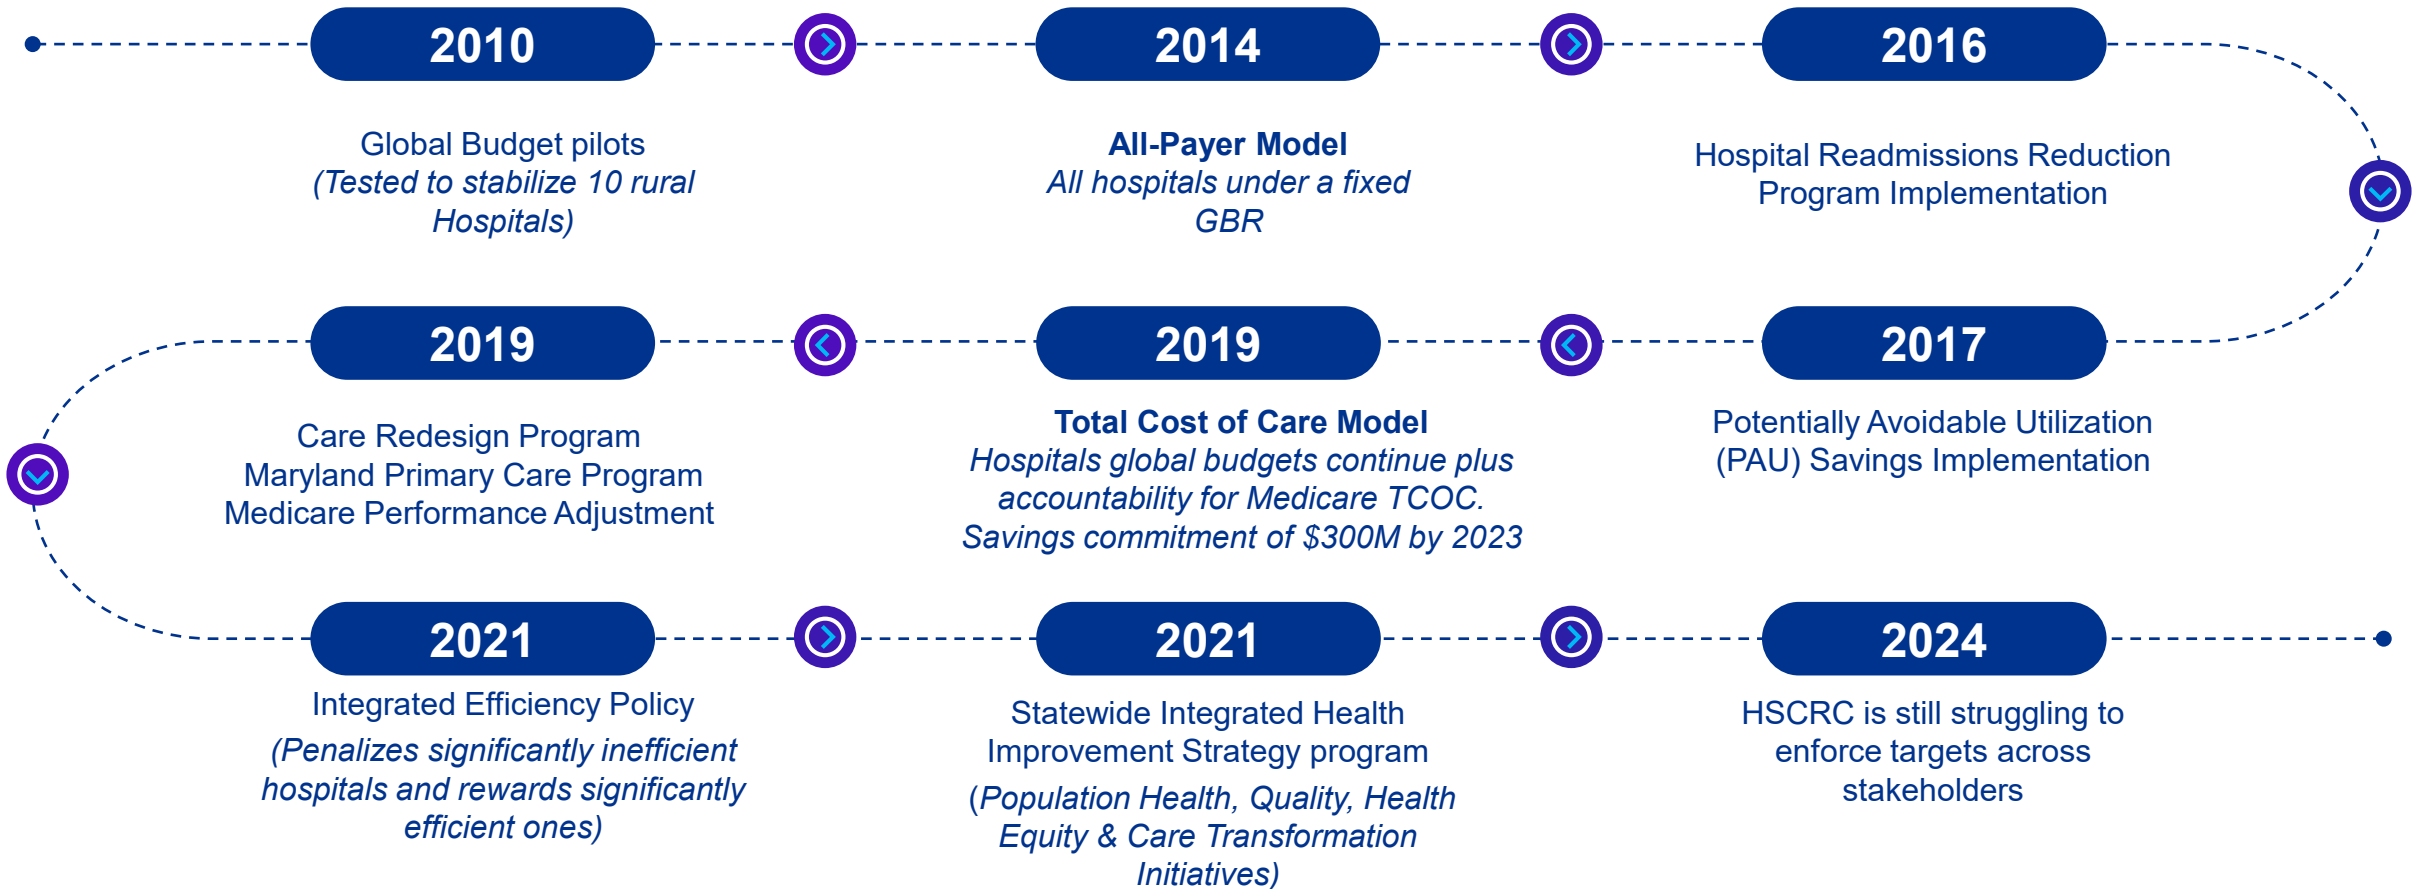 2010
Global Budget pilots
(Tested to stabilize 10 rural
Hospitals)
2014
All-Payer Model
All hospitals under a fixed
GBR
2016
Hospital Readmissions Reduction
Program Implementation
2017
Potentially Avoidable Utilization
(PAU) Savings Implementation
2019
Total Cost of Care Model
Hospitals global budgets continue plus
accountability for Medicare TCOC.
Savings commitment of $300M by 2023
2019
Care Redesign Program
Maryland Primary Care Program
Medicare Performance Adjustment
2021
Integrated Efficiency Policy
(Penalizes significantly inefficient
hospitals and rewards significantly
efficient ones)
2021
Statewide Integrated Health
Improvement Strategy program
(Population Health, Quality, Health
Equity & Care Transformation
Initiatives)
2024
HSCRC is still struggling to
enforce targets across
stakeholders